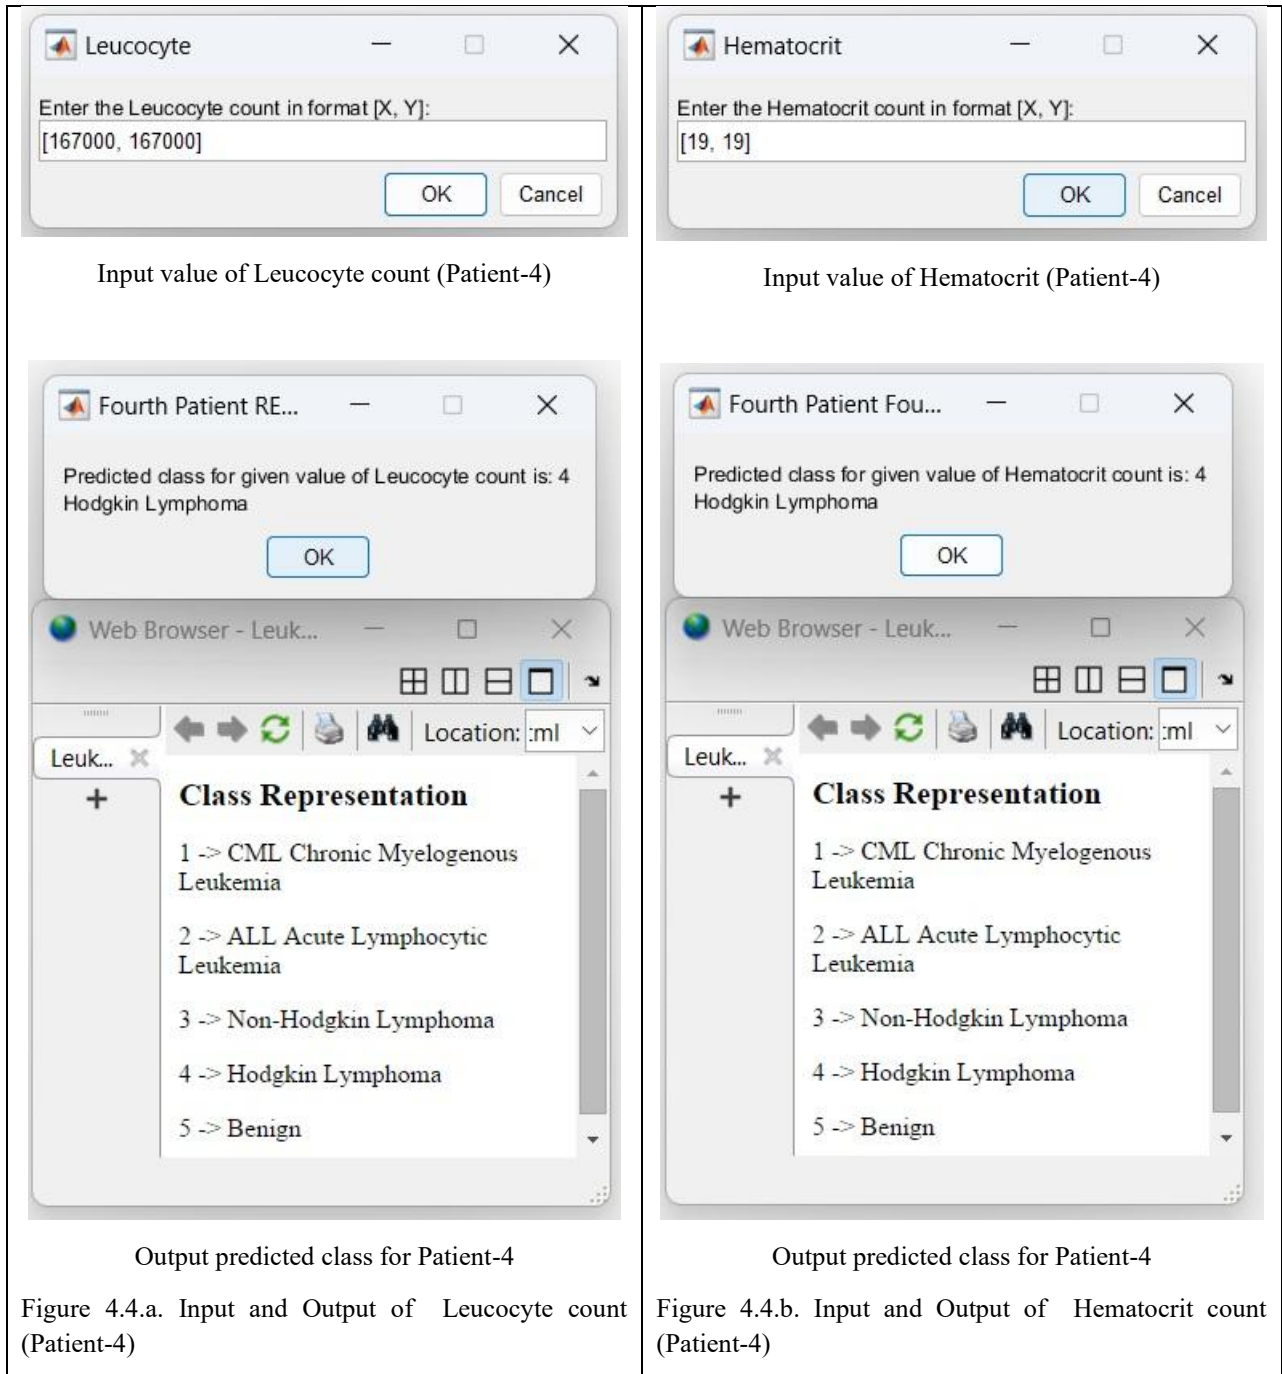 Leucocyte
Enter the Leucocyte count in format [X, Y]:
[167000, 167000]
OK Cancel
Input value of Leucocyte count (Patient-4)
Fourth Patient RE...
Predicted class for given value of Leucocyte count is: 4
Hodgkin Lymphoma
OK
Web Browser - Leuk...
Location: :ml
Leuk...
Class Representation
1 -> CML Chronic Myelogenous
Leukemia
2 -> ALL Acute Lymphocytic
Leukemia
3 -> Non-Hodgkin Lymphoma
4 -> Hodgkin Lymphoma
5 -> Benign
Output predicted class for Patient-4
Figure 4.4.a. Input and Output of Leucocyte count
(Patient-4)
Hematocrit
Enter the Hematocrit count in format [X, Y]:
[19, 19]
OK Cancel
Input value of Hematocrit (Patient-4)
Fourth Patient Fou...
Predicted class for given value of Hematocrit count is: 4
Hodgkin Lymphoma
OK
Web Browser - Leuk...
Location: :ml
Leuk...
Class Representation
1 -> CML Chronic Myelogenous
Leukemia
2 -> ALL Acute Lymphocytic
Leukemia
3 -> Non-Hodgkin Lymphoma
4 -> Hodgkin Lymphoma
5 -> Benign
Output predicted class for Patient-4
Figure 4.4.b. Input and Output of Hematocrit count
(Patient-4)